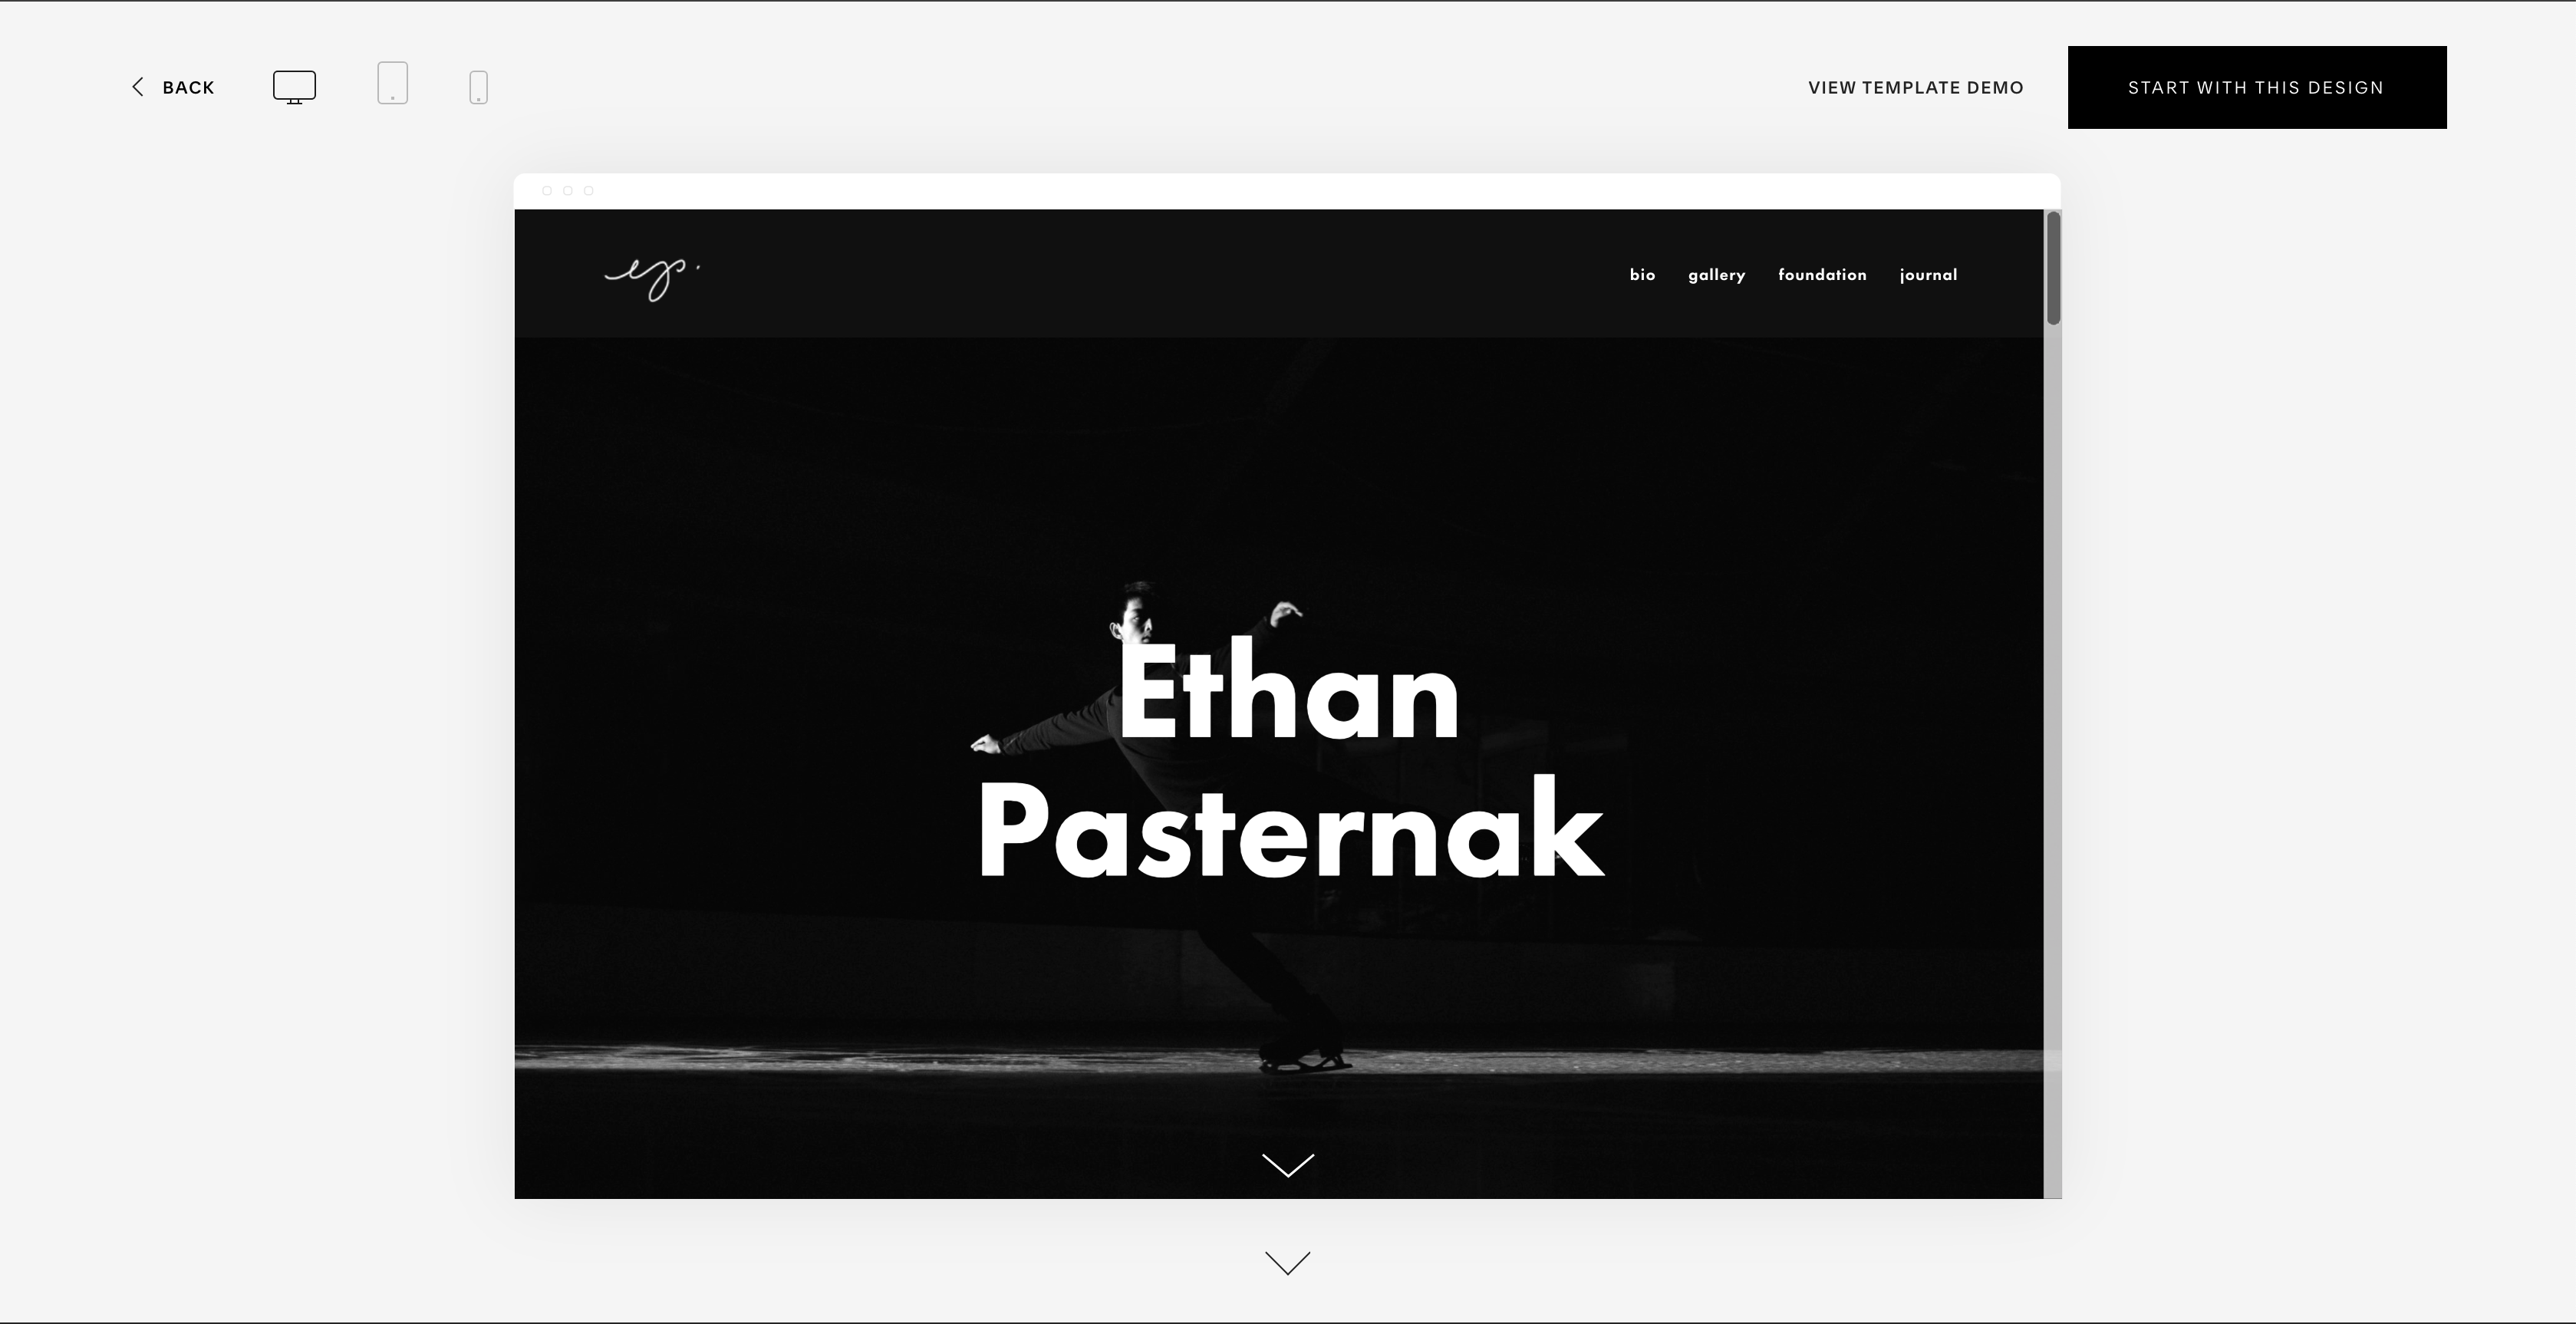 BACK
VIEW TEMPLATE DEMO
START WITH THIS DESIGN
ep.
bio gallery foundation journal
Ethan
Pasternak